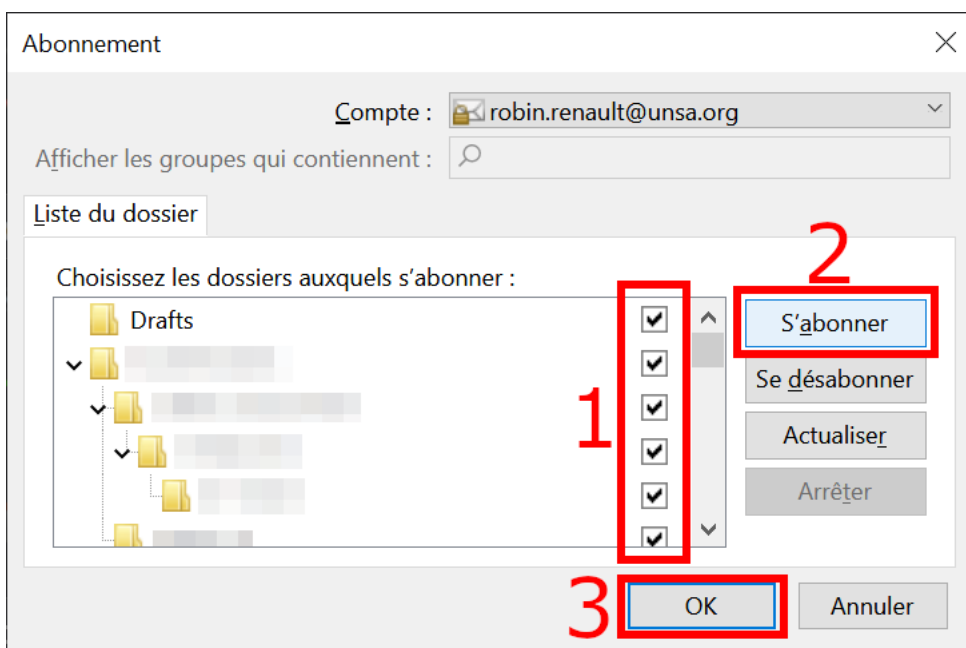 Abonnement
Compte : robin.renault@unsa.org
Afficher les groupes qui contiennent :
Liste du dossier
2
Choisissez les dossiers auxquels s’abonner :
Drafts
S’abonner
Se désabonner
1
Actualiser
Arrêter
3
OK
Annuler